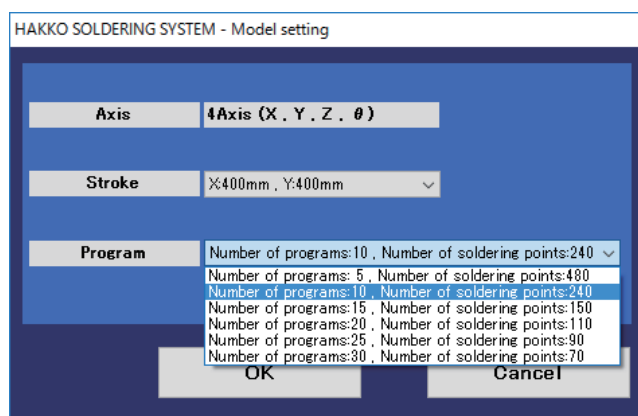 HAKKO SOLDERING SYSTEM - Model setting
Axis 4Axis (X , Y , Z , θ)
Stroke X:400mm , Y:400mm
Program Number of programs:10 , Number of soldering points:240
Number of programs: 5 , Number of soldering points:480
Number of programs:10 , Number of soldering points:240
Number of programs:15 , Number of soldering points:150
Number of programs:20 , Number of soldering points:110
Number of programs:25 , Number of soldering points:90
Number of programs:30 , Number of soldering points:70
OK Cancel